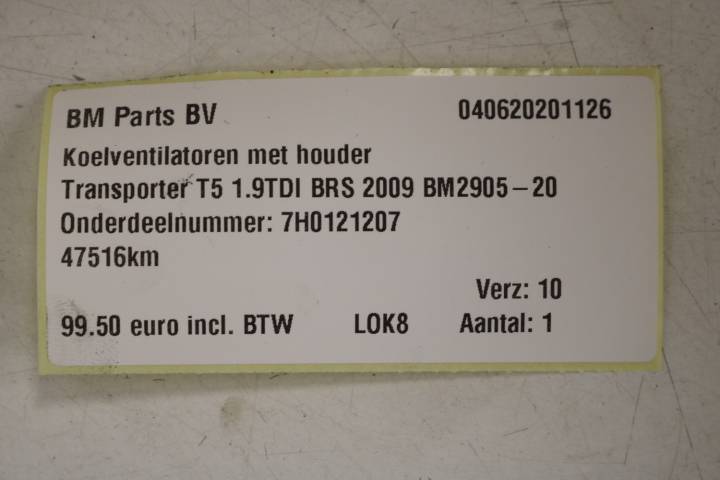 BM Parts BV 040620201126
Koelventilatoren met houder
Transporter T5 1.9TDI BRS 2009 BM2905-20
Onderdeelnummer: 7H0121207
47516km
Verz: 10
99.50 euro incl. BTW LOK8 Aantal: 1